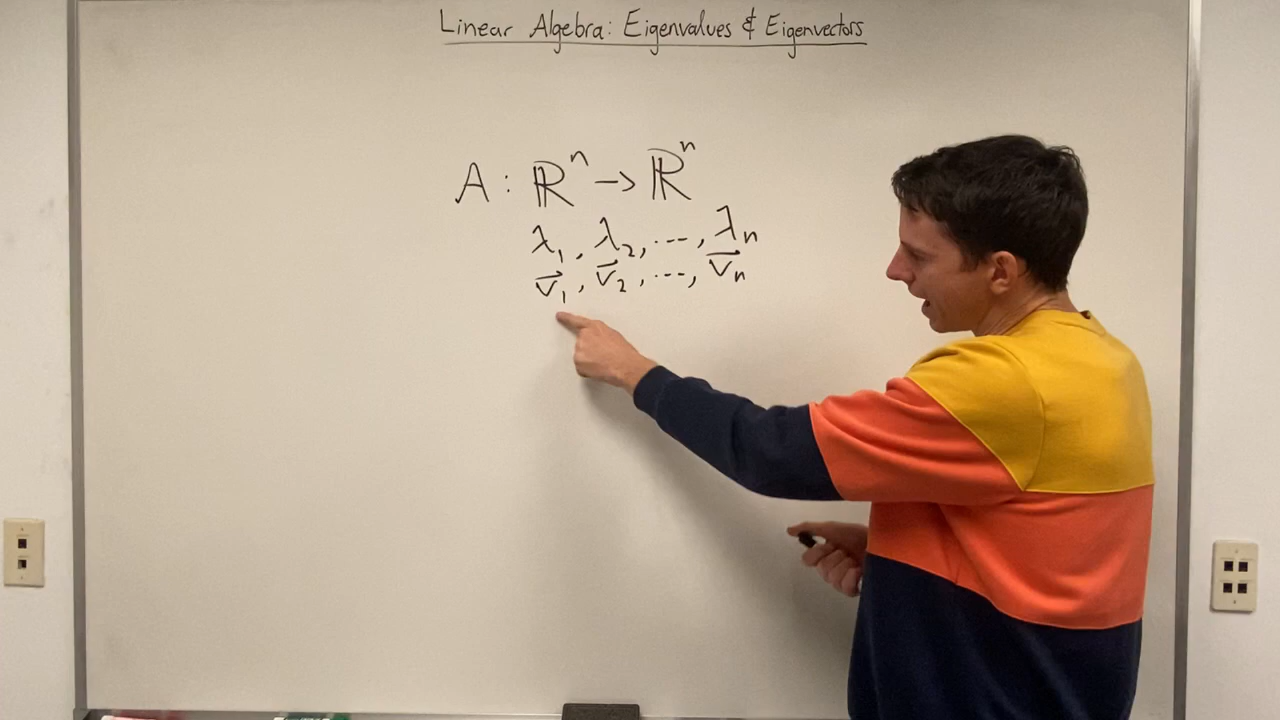 Linear Algebra: Eigenvalues & Eigenvectors
A : ℝⁿ → ℝⁿ
λ₁, λ₂, ..., λₙ
v⃗₁, v⃗₂, ..., v⃗ₙ